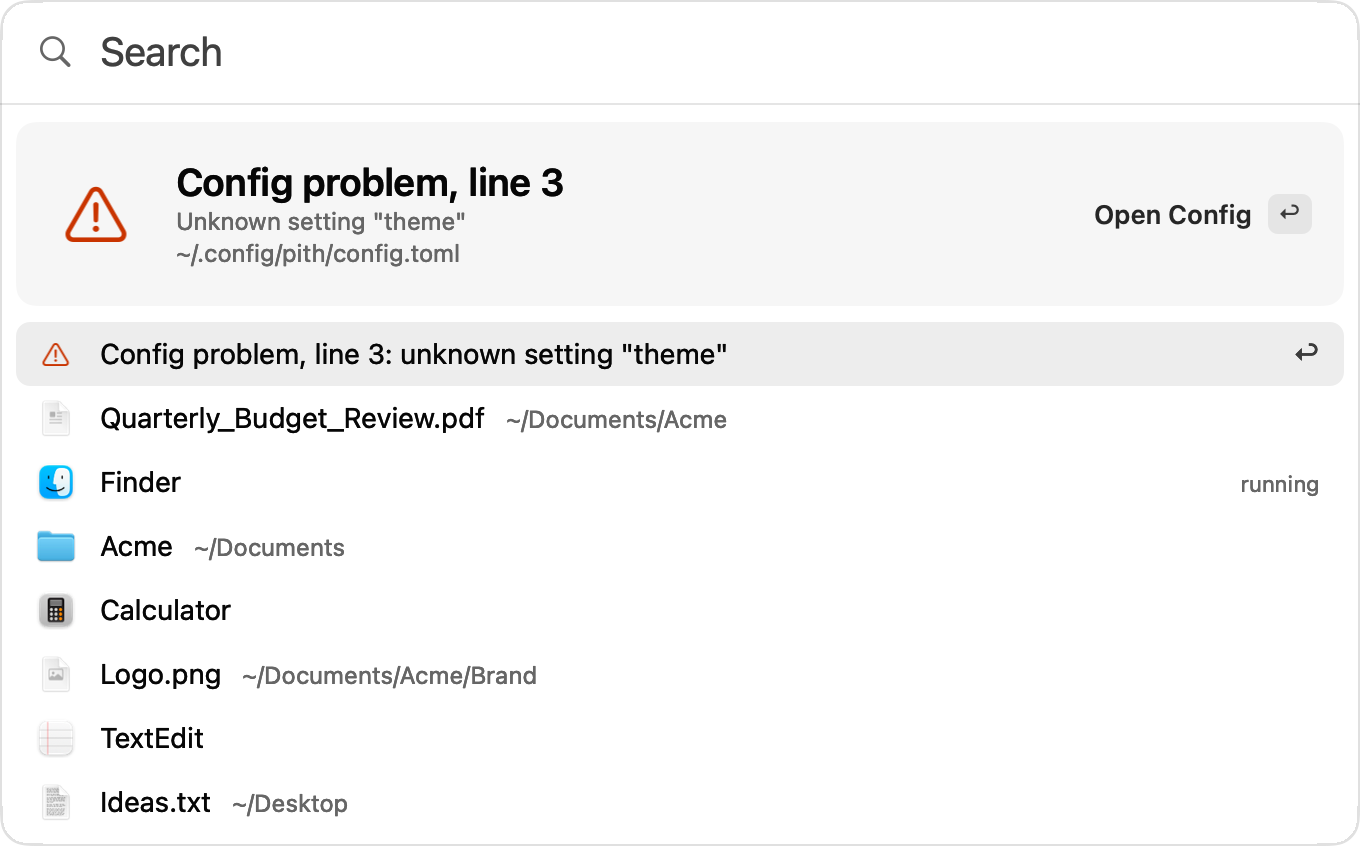 Search
Config problem, line 3
Unknown setting "theme"
~/.config/pith/config.toml
Open Config ↩
Config problem, line 3: unknown setting "theme" ↩
Quarterly_Budget_Review.pdf ~/Documents/Acme
Finder running
Acme ~/Documents
Calculator
Logo.png ~/Documents/Acme/Brand
TextEdit
Ideas.txt ~/Desktop